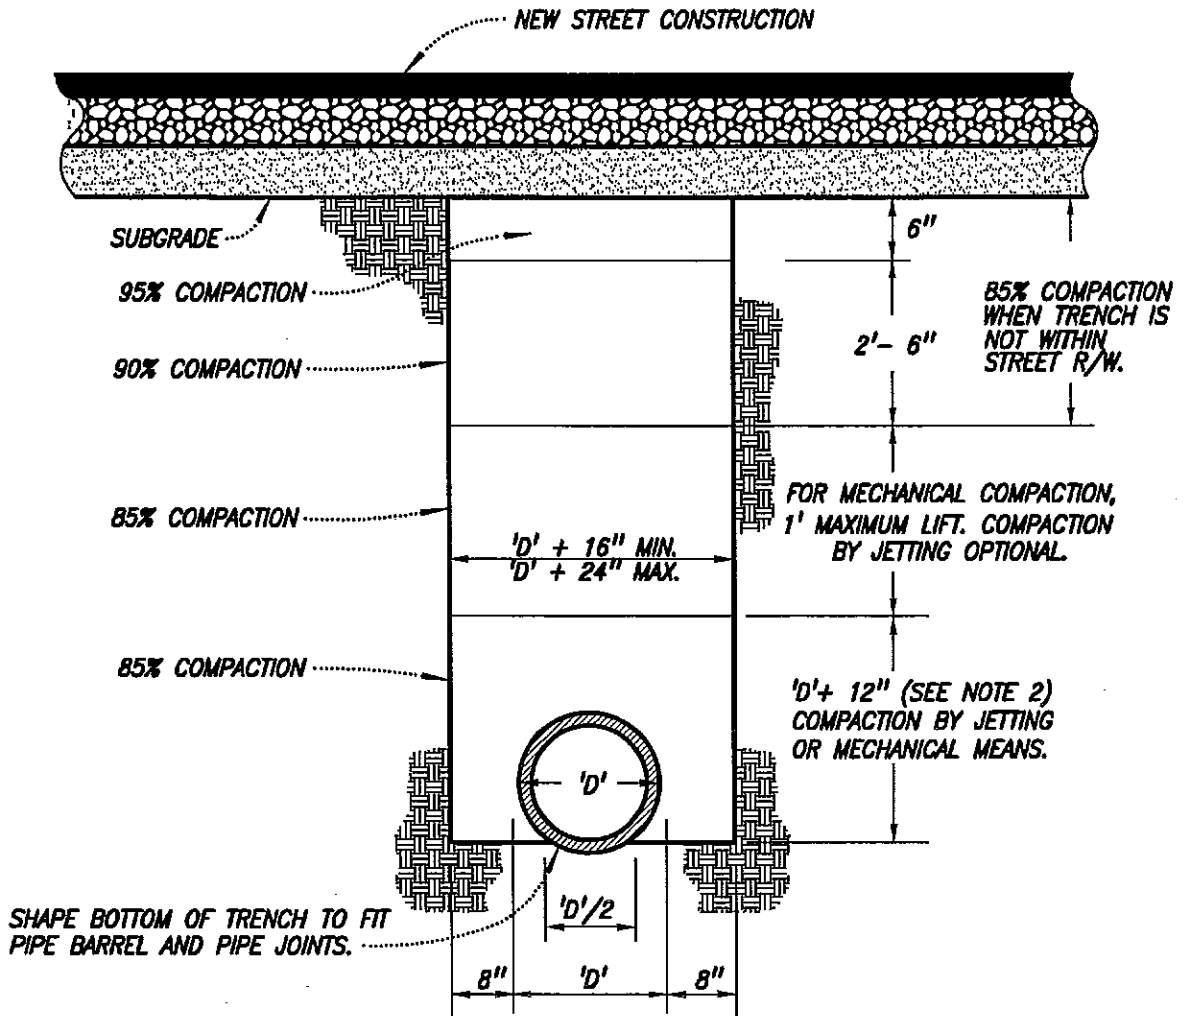 NEW STREET CONSTRUCTION
SUBGRADE
6"
95% COMPACTION
85% COMPACTION
WHEN TRENCH IS
NOT WITHIN
STREET R/W.
2'- 6"
90% COMPACTION
FOR MECHANICAL COMPACTION,
1' MAXIMUM LIFT. COMPACTION
BY JETTING OPTIONAL.
85% COMPACTION
'D' + 16" MIN.
'D' + 24" MAX.
85% COMPACTION
'D'+ 12" (SEE NOTE 2)
COMPACTION BY JETTING
OR MECHANICAL MEANS.
'D'
SHAPE BOTTOM OF TRENCH TO FIT
PIPE BARREL AND PIPE JOINTS.
'D'/2
8"
'D'
8"